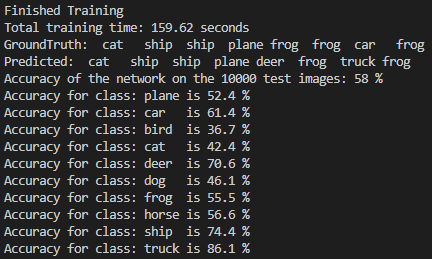 Finished Training
Total training time: 159.62 seconds
GroundTruth:  cat   ship  ship  plane frog  frog  car   frog
Predicted:  cat   ship  ship  plane deer  frog  truck frog
Accuracy of the network on the 10000 test images: 58 %
Accuracy for class: plane is 52.4 %
Accuracy for class: car   is 61.4 %
Accuracy for class: bird  is 36.7 %
Accuracy for class: cat   is 42.4 %
Accuracy for class: deer  is 70.6 %
Accuracy for class: dog   is 46.1 %
Accuracy for class: frog  is 55.5 %
Accuracy for class: horse is 56.6 %
Accuracy for class: ship  is 74.4 %
Accuracy for class: truck is 86.1 %